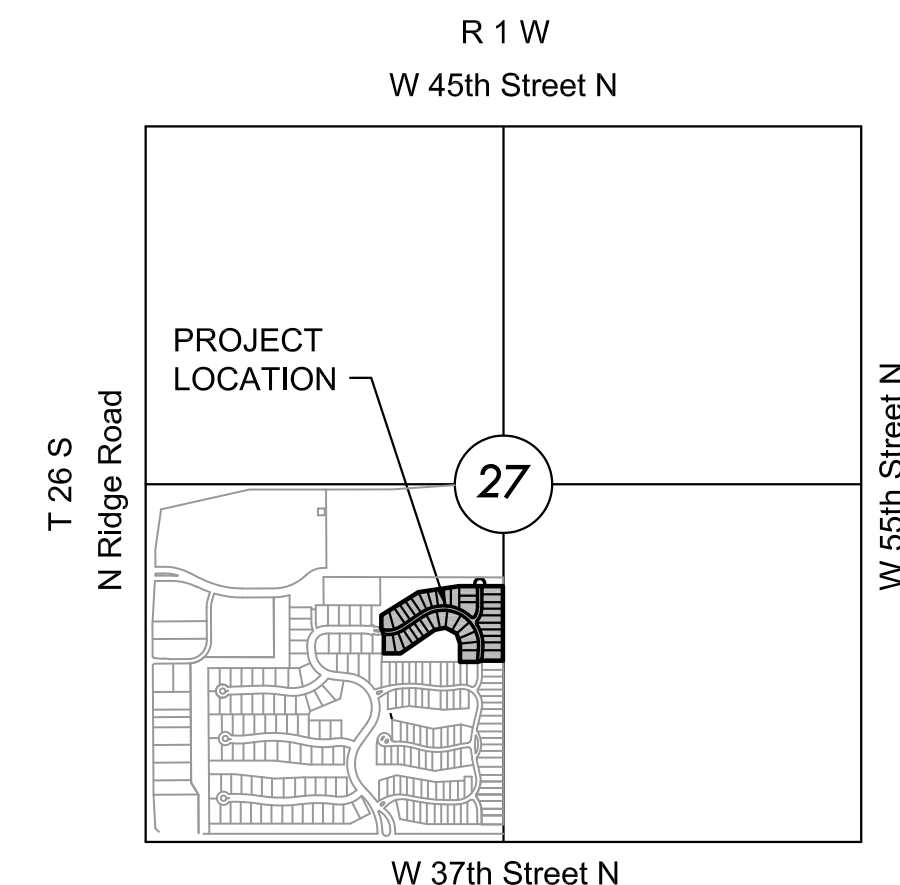 R 1 W
W 45th Street N
PROJECT
LOCATION
T 26 S
N Ridge Road
27
W 55th Street N
W 37th Street N